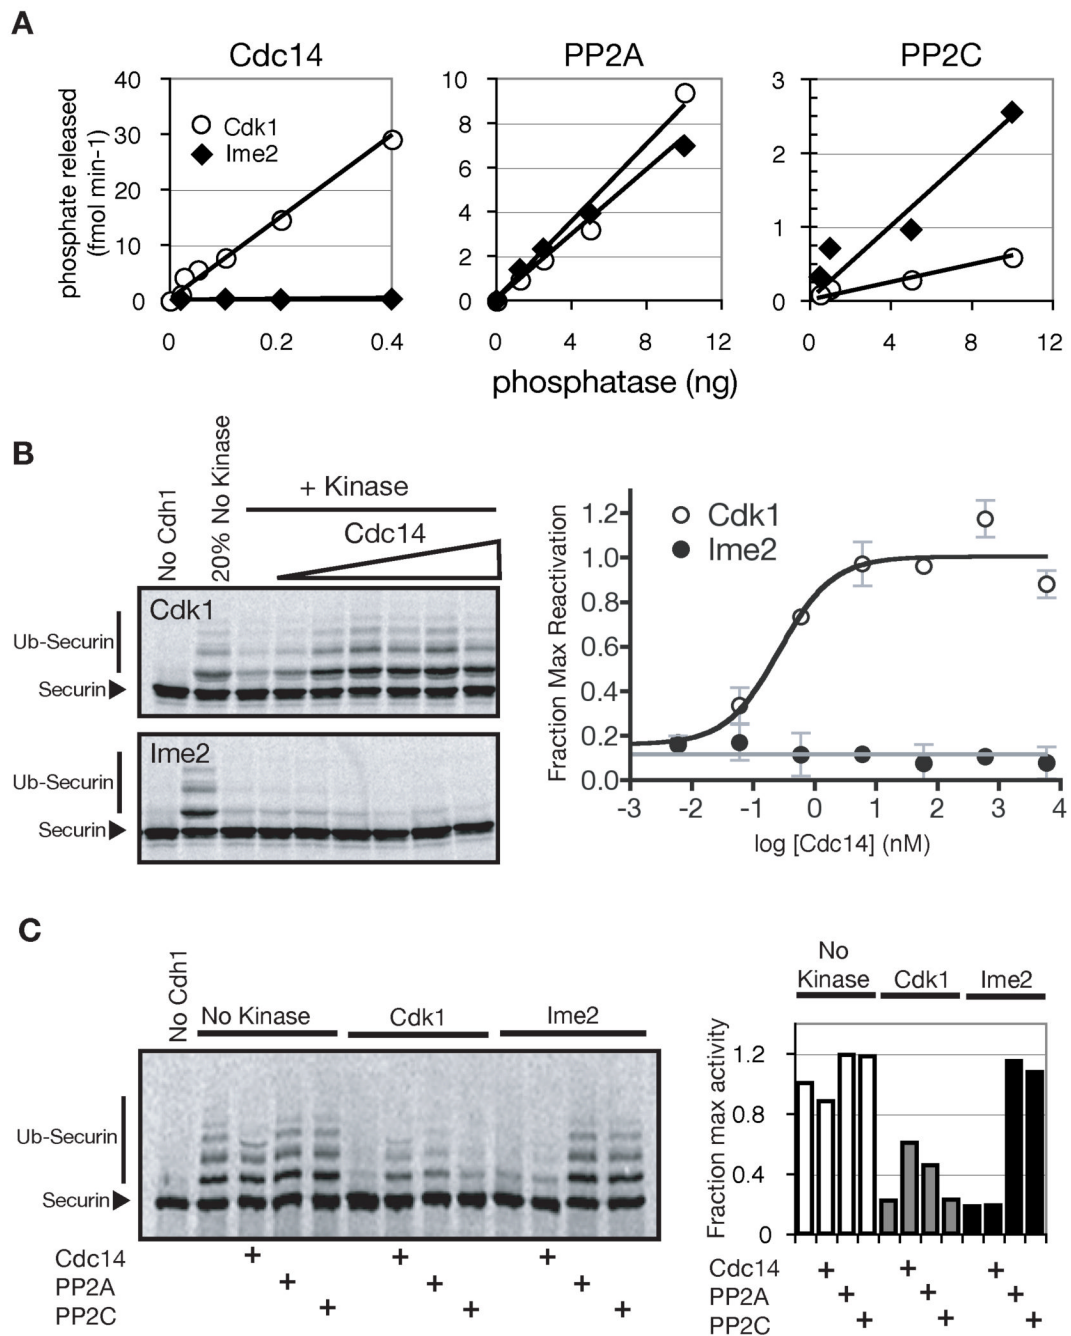 A
Cdc14
PP2A
PP2C
phosphate released
(fmol min-1)
40
30
20
10
0
Cdk1
Ime2
0
0.2
0.4
10
8
6
4
2
0
0
4
8
12
3
2
1
0
0
4
8
12
phosphatase (ng)
B
No Cdh1
20% No Kinase
+ Kinase
Cdc14
Cdk1
Ub-Securin
Securin
Ime2
Ub-Securin
Securin
Fraction Max Reactivation
1.2
1.0
0.8
0.6
0.4
0.2
0.0
Cdk1
Ime2
-3
-2
-1
0
1
2
3
4
log [Cdc14] (nM)
C
No Cdh1
No Kinase
Cdk1
Ime2
Ub-Securin
Securin
Cdc14 + + +
PP2A + + +
PP2C + + +
No
Kinase
Cdk1
Ime2
Fraction max activity
1.2
0.8
0.4
0
Cdc14 + + +
PP2A + + +
PP2C + + +